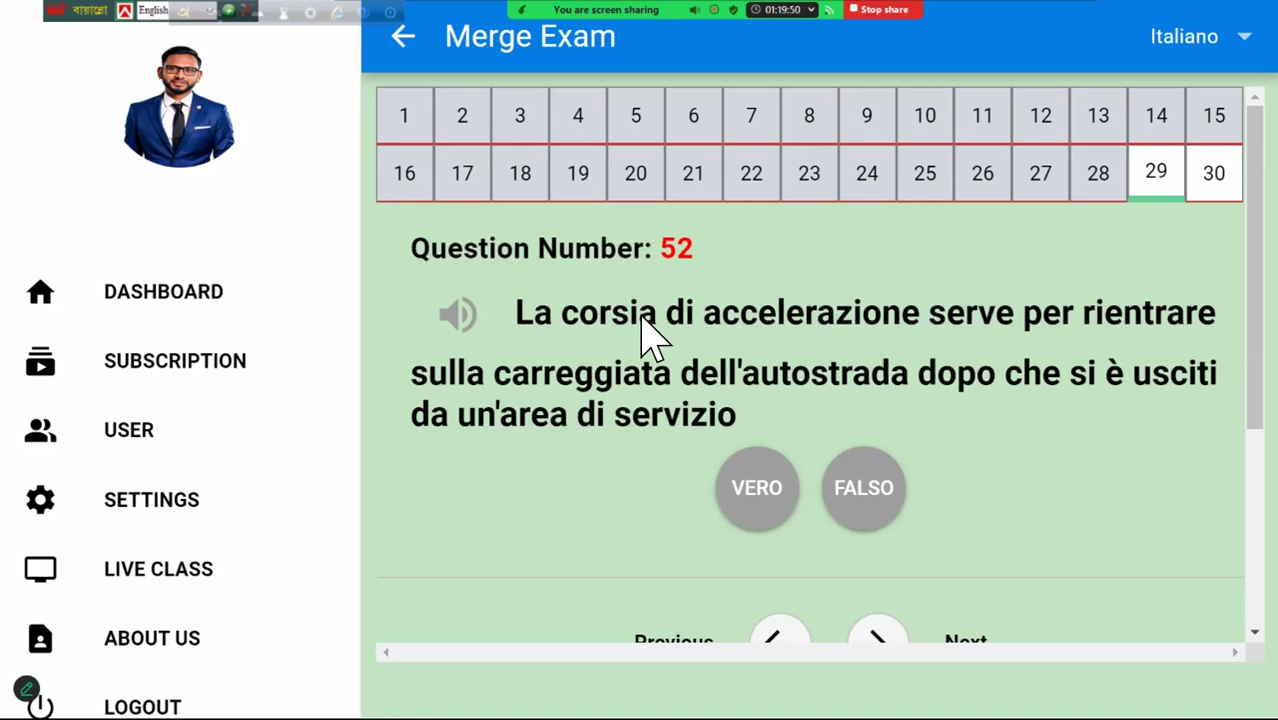 বায়ান্নো
English
You are screen sharing
01:19:50
Stop share
Merge Exam
Italiano
1 2 3 4 5 6 7 8 9 10 11 12 13 14 15
16 17 18 19 20 21 22 23 24 25 26 27 28 29 30
Question Number: 52
La corsia di accelerazione serve per rientrare
sulla carreggiata dell'autostrada dopo che si è usciti
da un'area di servizio
VERO FALSO
Previous Next
DASHBOARD
SUBSCRIPTION
USER
SETTINGS
LIVE CLASS
ABOUT US
LOGOUT